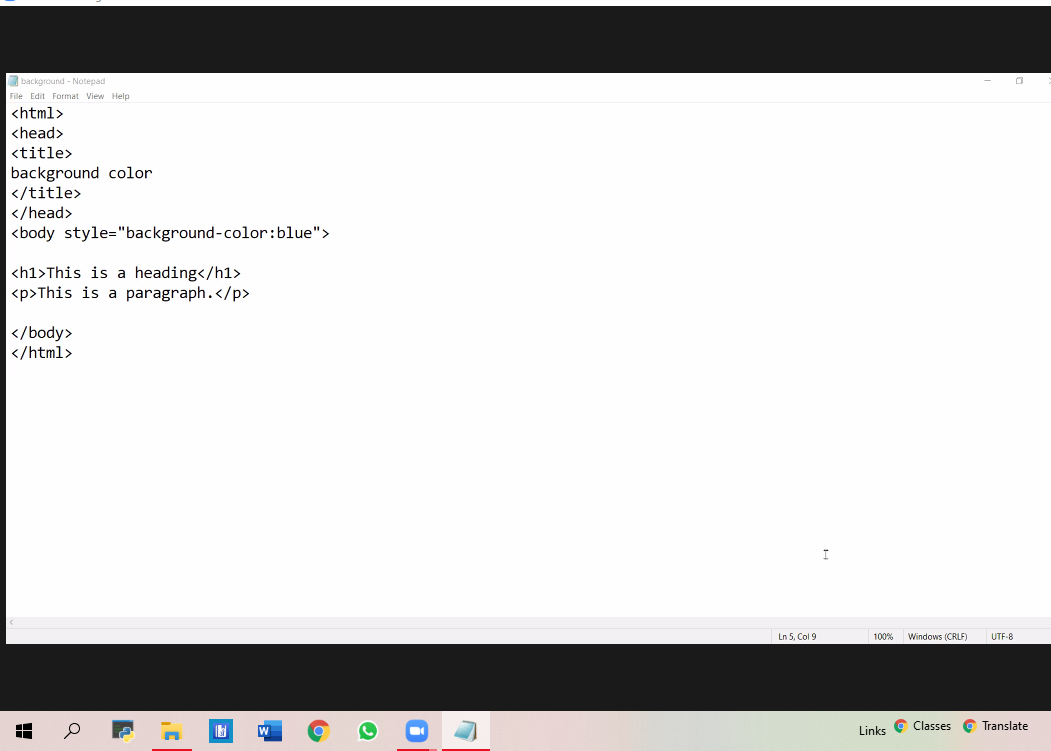 background - Notepad
File Edit Format View Help
<html>
<head>
<title>
background color
</title>
</head>
<body style="background-color:blue">
<h1>This is a heading</h1>
<p>This is a paragraph.</p>
</body>
</html>
Ln 5, Col 9 100% Windows (CRLF) UTF-8
Links Classes Translate